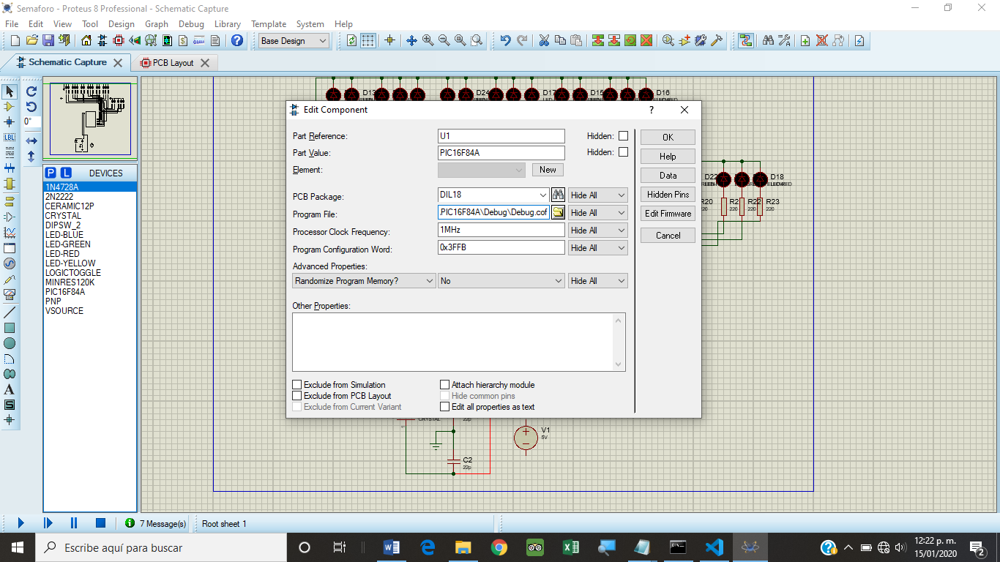 Semaforo - Proteus 8 Professional - Schematic Capture
File Edit View Tool Design Graph Debug Library Template System Help
Base Design
Schematic Capture
PCB Layout
0°
P L DEVICES
1N4728A
2N2222
CERAMIC12P
CRYSTAL
DIPSW_2
LED-BLUE
LED-GREEN
LED-RED
LED-YELLOW
LOGICTOGGLE
MINRES120K
PIC16F84A
PNP
VSOURCE
LBL
A
S
D13 D24 D17 D15 D16
Edit Component
?
Part Reference: U1 Hidden:
Part Value: PIC16F84A Hidden:
Element: New
PCB Package: DIL18 Hide All
Program File: .PIC16F84A\Debug\Debug.cof Hide All
Processor Clock Frequency: 1MHz Hide All
Program Configuration Word: 0x3FFB Hide All
Advanced Properties:
Randomize Program Memory? No Hide All
Other Properties:
Exclude from Simulation Attach hierarchy module
Exclude from PCB Layout Hide common pins
Exclude from Current Variant Edit all properties as text
OK
Help
Data
Hidden Pins
Edit Firmware
Cancel
D22 D18
R20 R2 R22 R23
220 220 220 220
CRYSTAL 22p
V1
5V
C2
22p
7 Message(s) Root sheet 1
Escribe aquí para buscar
12:22 p. m.
15/01/2020
2